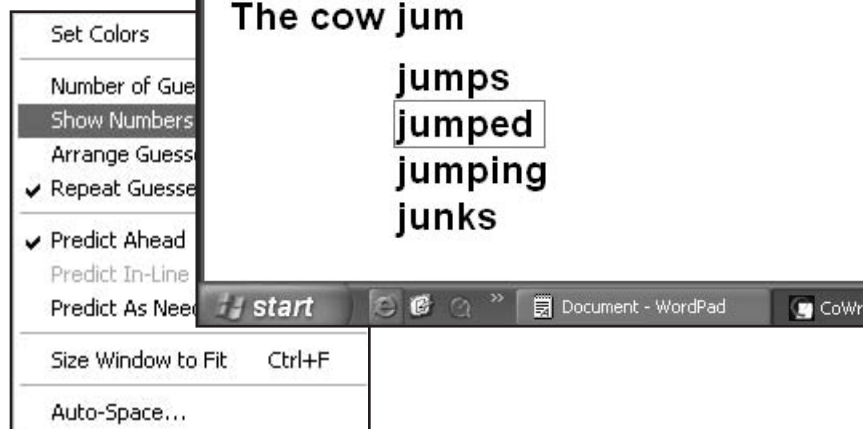 Set Colors
Number of Gue
Show Numbers
Arrange Guess
Repeat Guesse
Predict Ahead
Predict In-Line
Predict As Nee
Size Window to Fit Ctrl+F
Auto-Space...
The cow jum
jumps
jumped
jumping
junks
start
Document - WordPad
CoWr